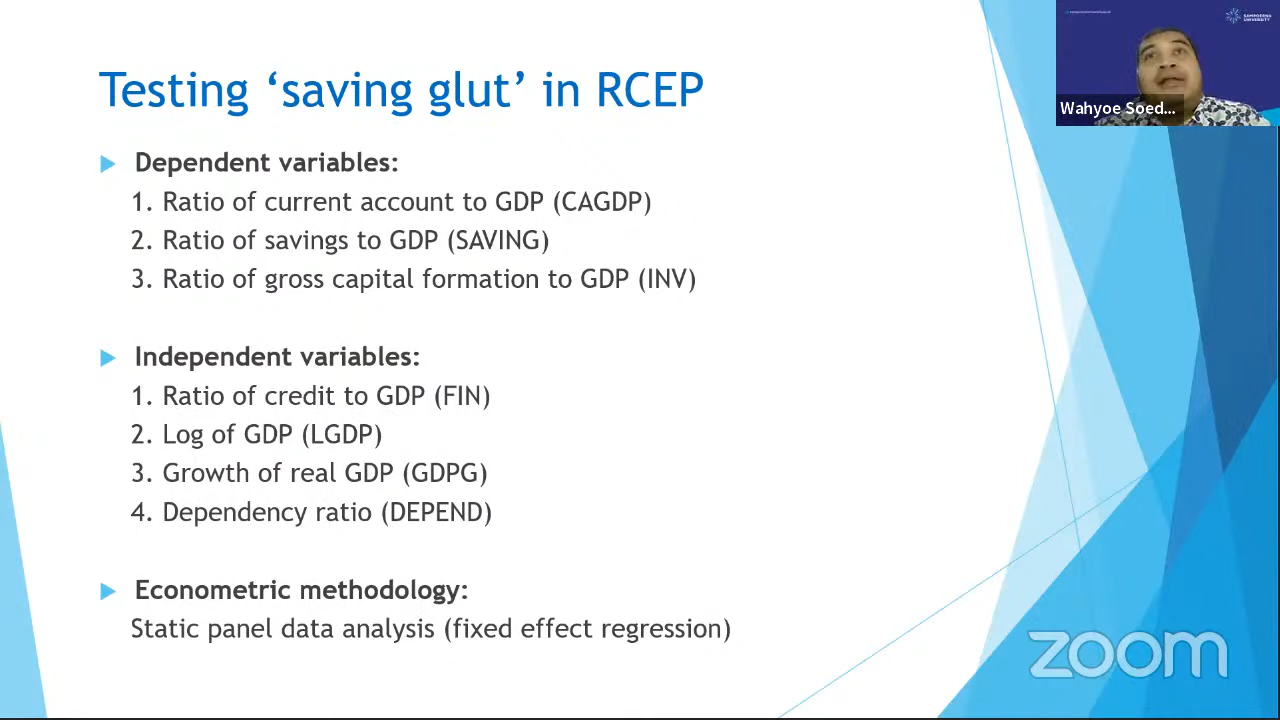 Testing ‘saving glut’ in RCEP
Dependent variables:
1. Ratio of current account to GDP (CAGDP)
2. Ratio of savings to GDP (SAVING)
3. Ratio of gross capital formation to GDP (INV)
Independent variables:
1. Ratio of credit to GDP (FIN)
2. Log of GDP (LGDP)
3. Growth of real GDP (GDPG)
4. Dependency ratio (DEPEND)
Econometric methodology:
Static panel data analysis (fixed effect regression)
SAMPOERNA
UNIVERSITY
Wahyoe Soed...
zoom